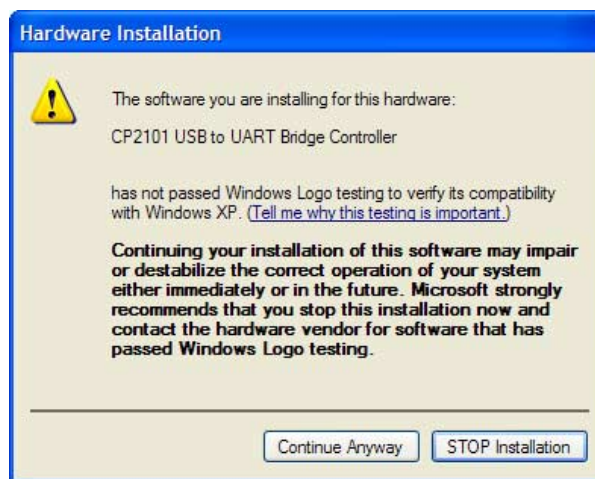 Hardware Installation
The software you are installing for this hardware:
CP2101 USB to UART Bridge Controller
has not passed Windows Logo testing to verify its compatibility
with Windows XP. (Tell me why this testing is important.)
Continuing your installation of this software may impair
or destabilize the correct operation of your system
either immediately or in the future. Microsoft strongly
recommends that you stop this installation now and
contact the hardware vendor for software that has
passed Windows Logo testing.
Continue Anyway STOP Installation